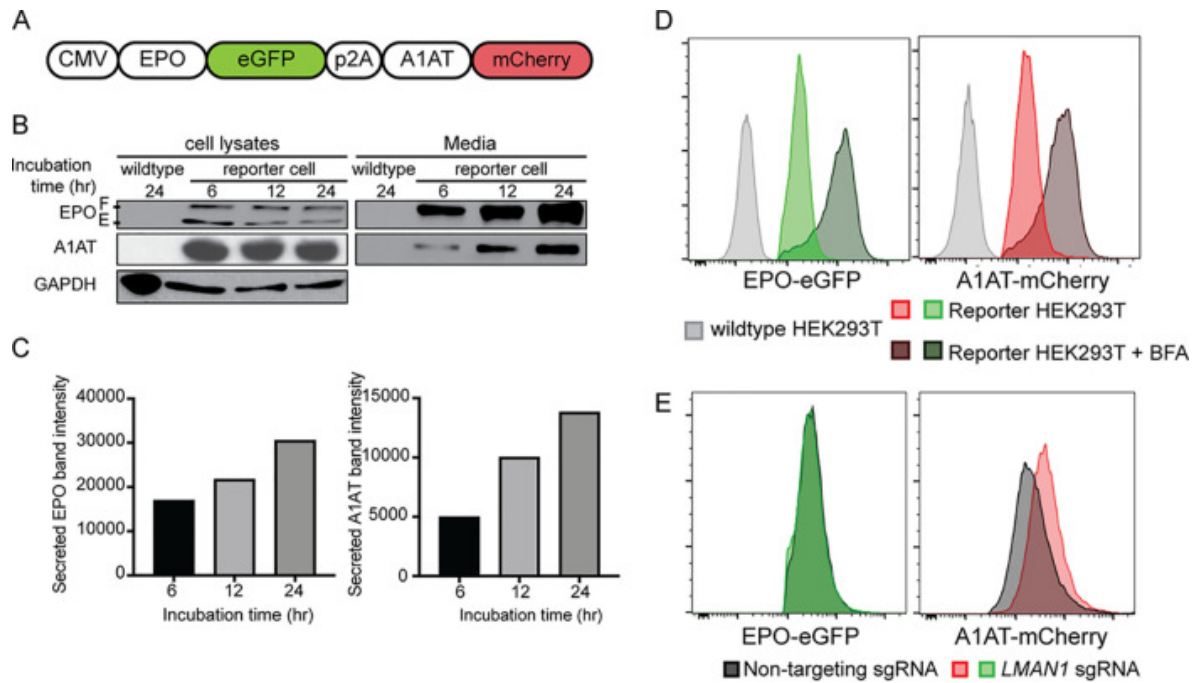 A
CMV EPO eGFP p2A A1AT mCherry
B
cell lysates Media
Incubation time (hr)
wildtype reporter cell wildtype reporter cell
24 6 12 24 24 6 12 24
EPO F
E
A1AT
GAPDH
C
Secreted EPO band intensity
40000
30000
20000
10000
0
6 12 24
Incubation time (hr)
Secreted A1AT band intensity
15000
10000
5000
0
6 12 24
Incubation time (hr)
D
EPO-eGFP A1AT-mCherry
wildtype HEK293T
Reporter HEK293T
Reporter HEK293T + BFA
E
EPO-eGFP A1AT-mCherry
Non-targeting sgRNA LMAN1 sgRNA